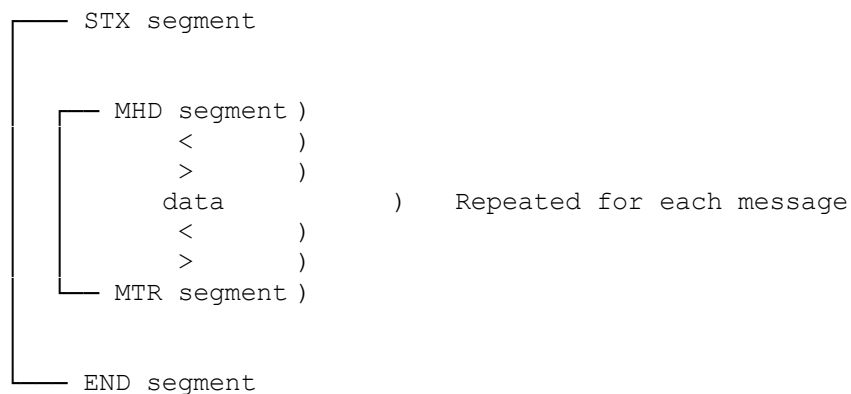 STX segment
MHD segment )
< )
> )
data ) Repeated for each message
< )
> )
MTR segment )
END segment